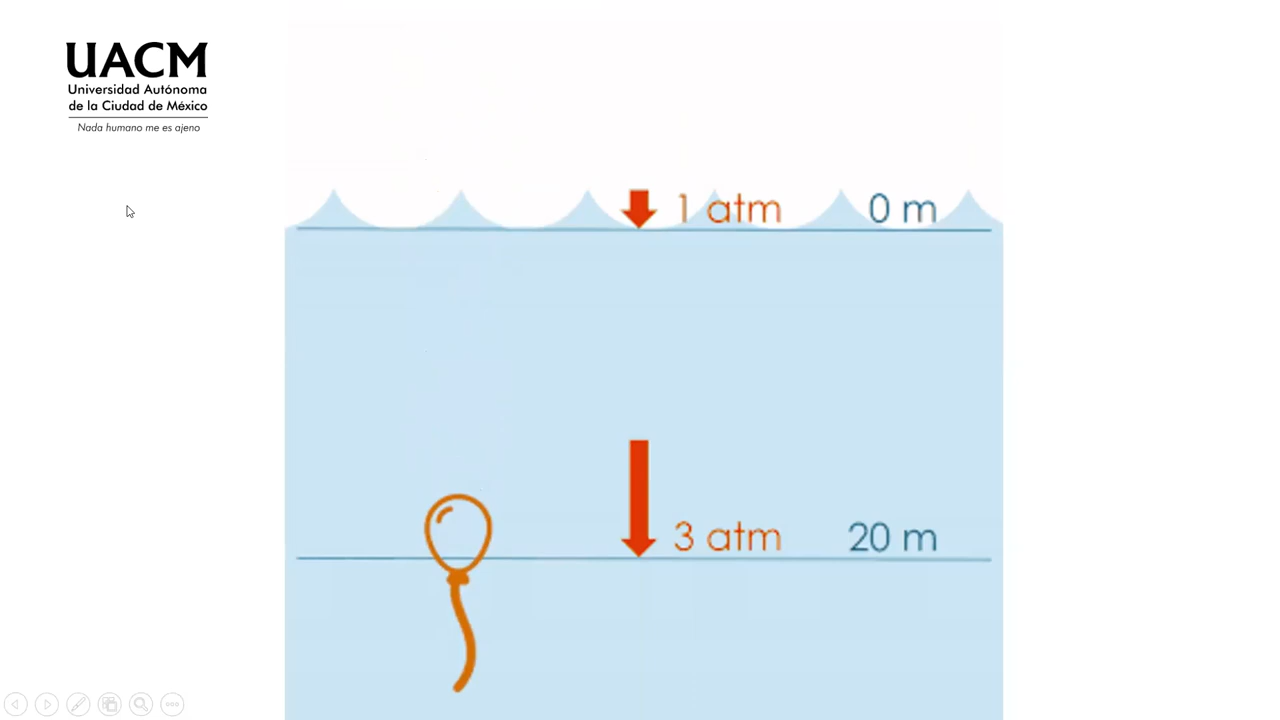 UACM
Universidad Autónoma
de la Ciudad de México
Nada humano me es ajeno
1 atm 0 m
3 atm 20 m